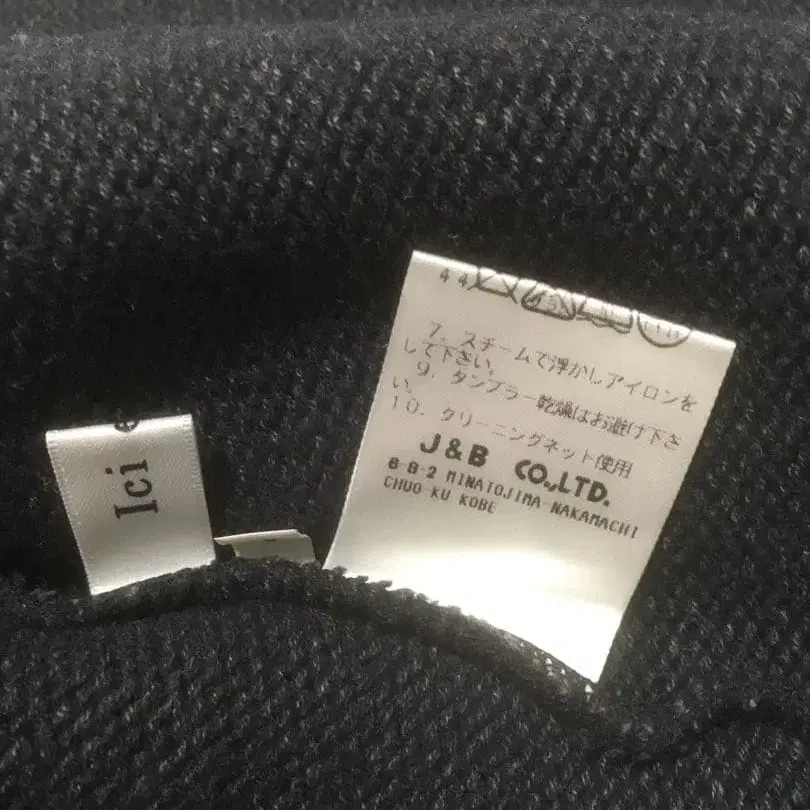 Ici
44
7. スチームで浮かしアイロンを
して下さい。
9. タンブラー乾燥はお避け下さ
い。
10. クリーニングネット使用
J&B CO.,LTD.
6-8-2 MINATOJIMA-NAKAMACHI
CHUO-KU KOBE